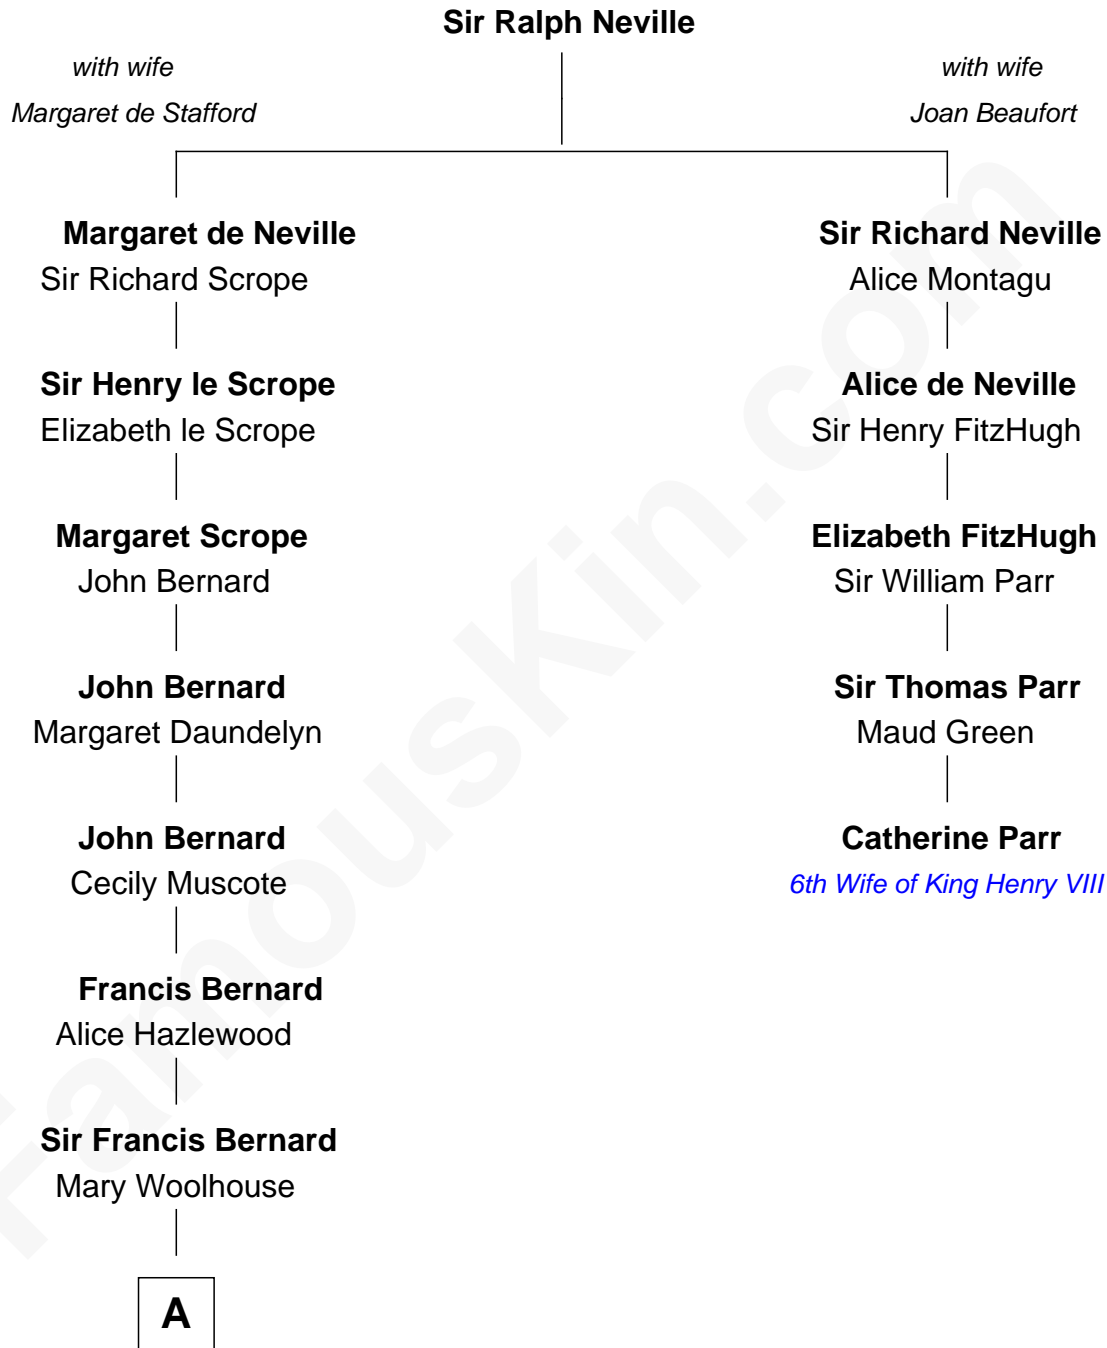 Sir Ralph Neville
with wife
Margaret de Stafford
with wife
Joan Beaufort
Margaret de Neville
Sir Richard Scrope
Sir Richard Neville
Alice Montagu
Sir Henry le Scrope
Elizabeth le Scrope
Alice de Neville
Sir Henry FitzHugh
Margaret Scrope
John Bernard
Elizabeth FitzHugh
Sir William Parr
John Bernard
Margaret Daundelyn
Sir Thomas Parr
Maud Green
John Bernard
Cecily Muscote
Catherine Parr
6th Wife of King Henry VIII
Francis Bernard
Alice Hazlewood
Sir Francis Bernard
Mary Woolhouse
A
FamousKin.com